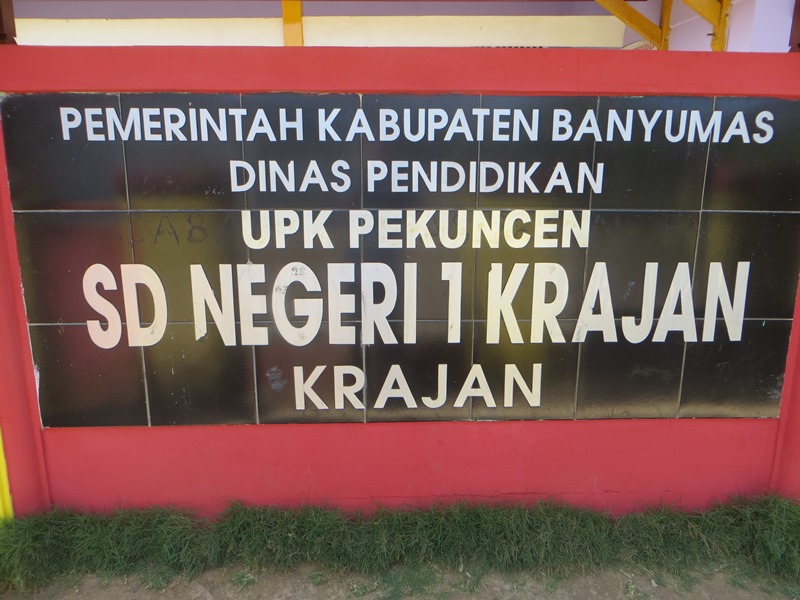 PEMERINTAH KABUPATEN BANYUMAS
DINAS PENDIDIKAN
UPK PEKUNCEN
SD NEGERI 1 KRAJAN
KRAJAN